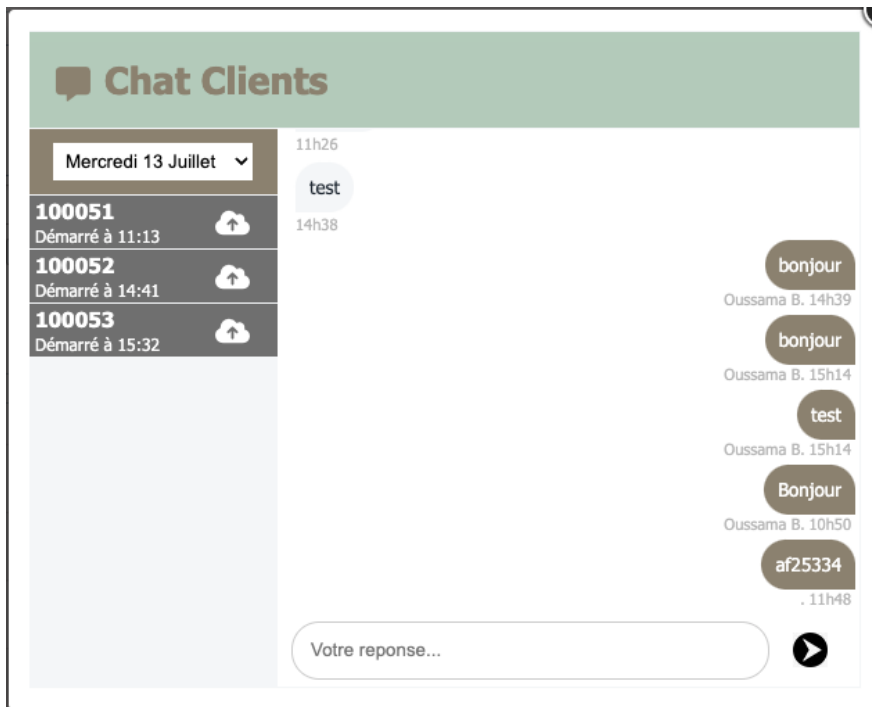 Chat Clients
Mercredi 13 Juillet
100051
Démarré à 11:13
100052
Démarré à 14:41
100053
Démarré à 15:32
11h26
test
14h38
bonjour
Oussama B. 14h39
bonjour
Oussama B. 15h14
test
Oussama B. 15h14
Bonjour
Oussama B. 10h50
af25334
. 11h48
Votre reponse...